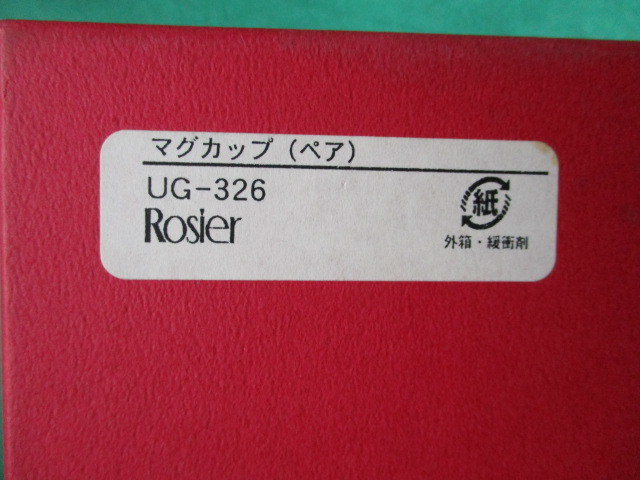 マグカップ（ペア）
UG-326
Rosier
紙
外箱・緩衝剤